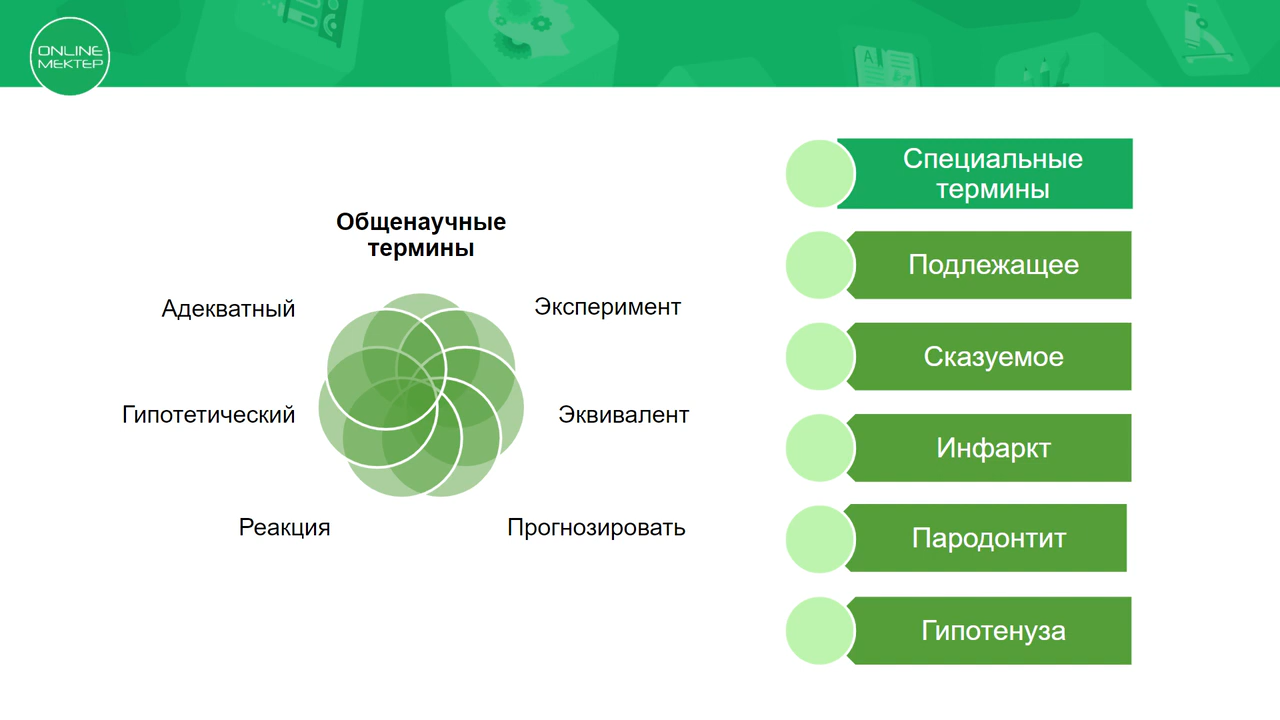 ONLINE
МЕКТЕП
Общенаучные
термины
Адекватный
Эксперимент
Гипотетический
Эквивалент
Реакция
Прогнозировать
Специальные
термины
Подлежащее
Сказуемое
Инфаркт
Пародонтит
Гипотенуза